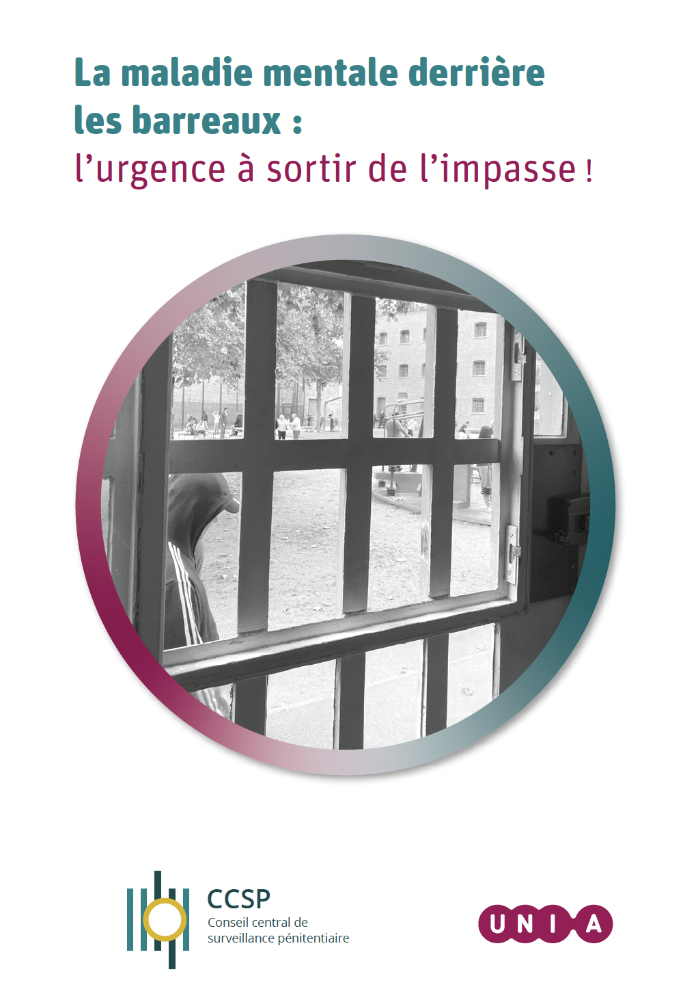 La maladie mentale derrière
les barreaux :
l’urgence à sortir de l’impasse !
CCSP
Conseil central de
surveillance pénitentiaire
UNIA